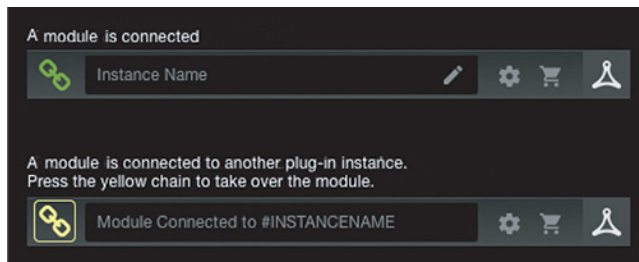 A module is connected
Instance Name
A module is connected to another plug-in instance.
Press the yellow chain to take over the module.
Module Connected to #INSTANCENAME